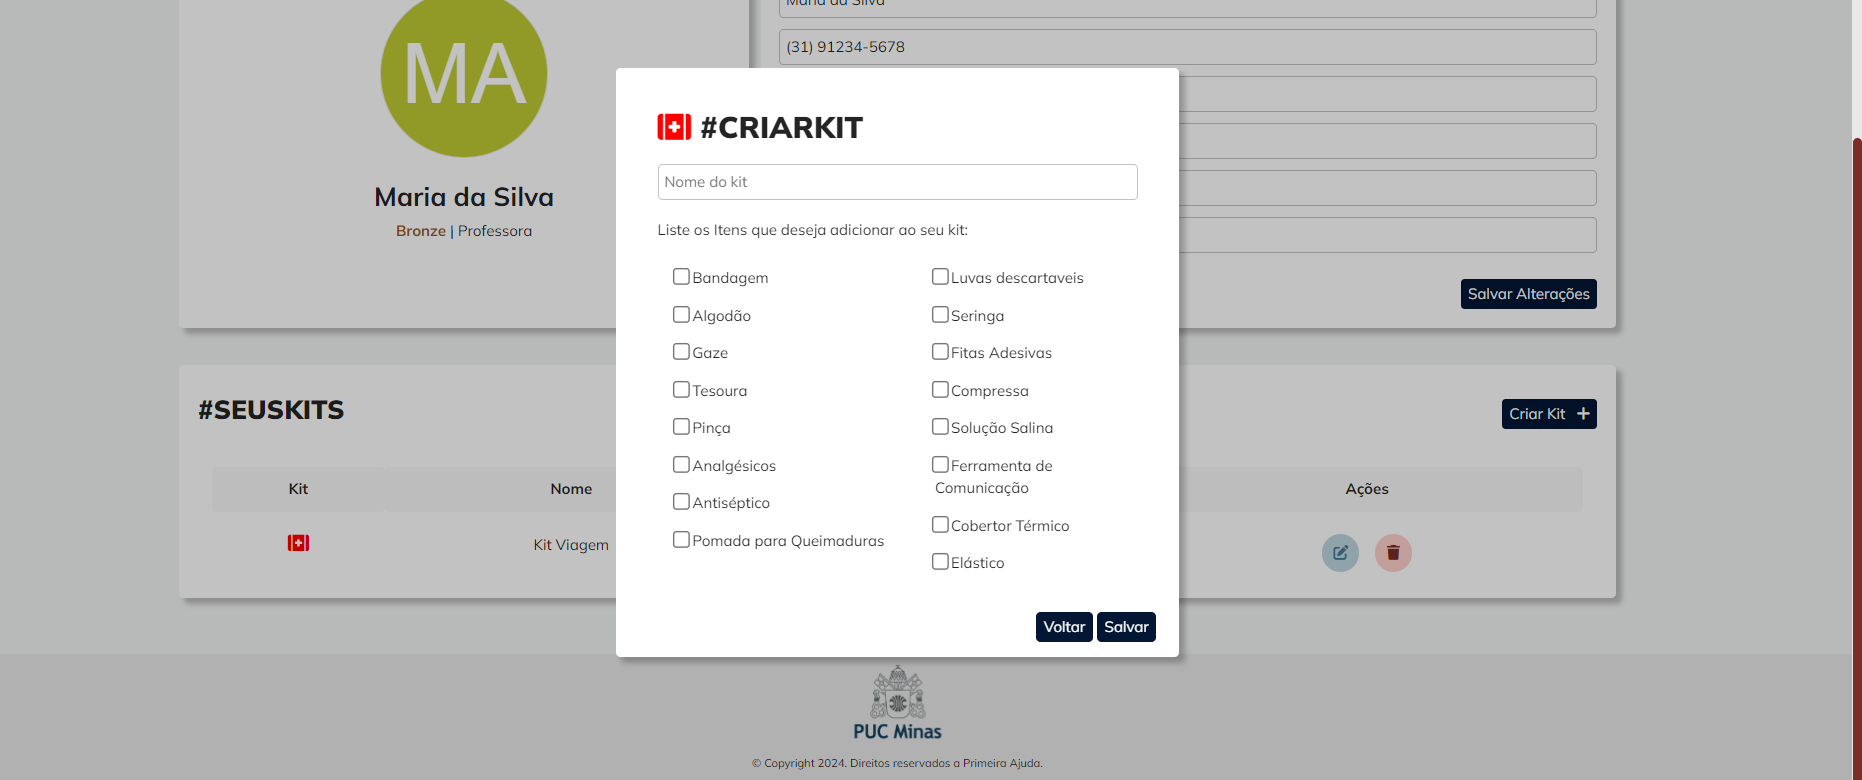 Maria da Silva
(31) 91234-5678
MA
Maria da Silva
Bronze | Professora
Salvar Alterações
#CRIARKIT
Nome do kit
Liste os Itens que deseja adicionar ao seu kit:
Bandagem
Algodão
Gaze
Tesoura
Pinça
Analgésicos
Antiséptico
Pomada para Queimaduras
Luvas descartaveis
Seringa
Fitas Adesivas
Compressa
Solução Salina
Ferramenta de
Comunicação
Cobertor Térmico
Elástico
Voltar Salvar
#SEUSKITS
Criar Kit +
Kit Nome Ações
Kit Viagem
PUC Minas
© Copyright 2024. Direitos reservados a Primeira Ajuda.